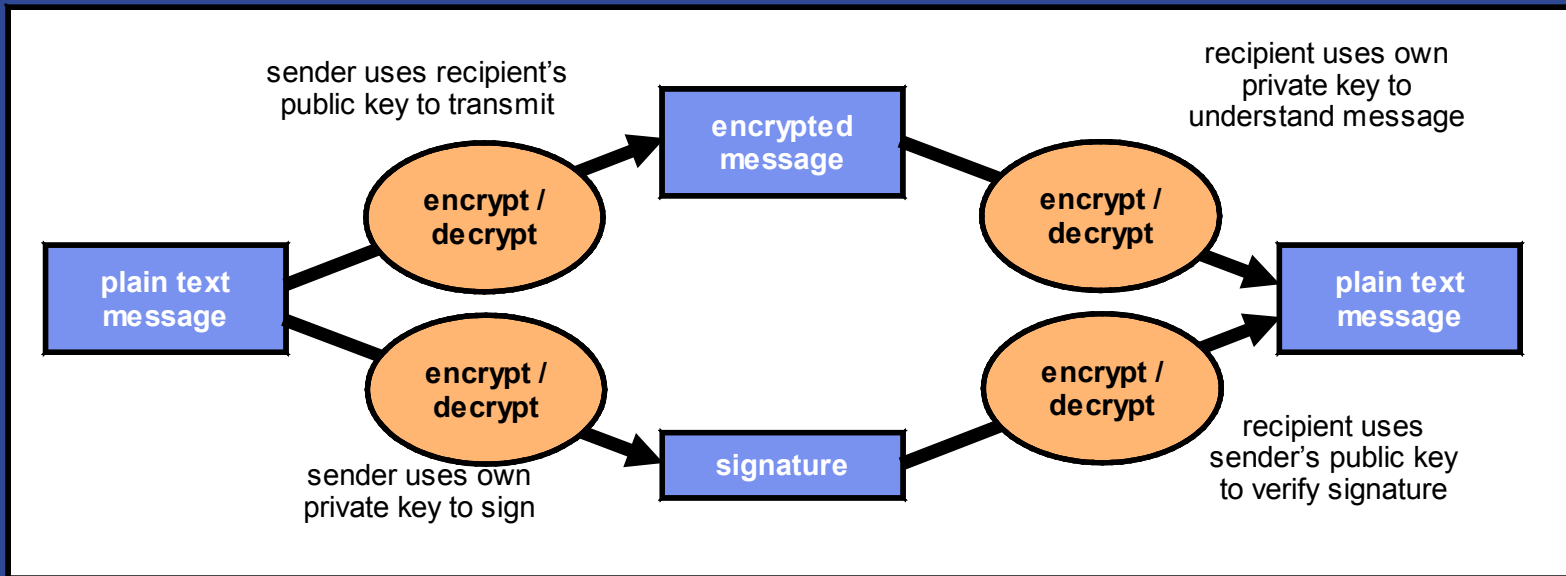 sender uses recipient’s
public key to transmit
recipient uses own
private key to
understand message
encrypted
message
encrypt /
decrypt
encrypt /
decrypt
plain text
message
plain text
message
encrypt /
decrypt
encrypt /
decrypt
signature
sender uses own
private key to sign
recipient uses
sender’s public key
to verify signature